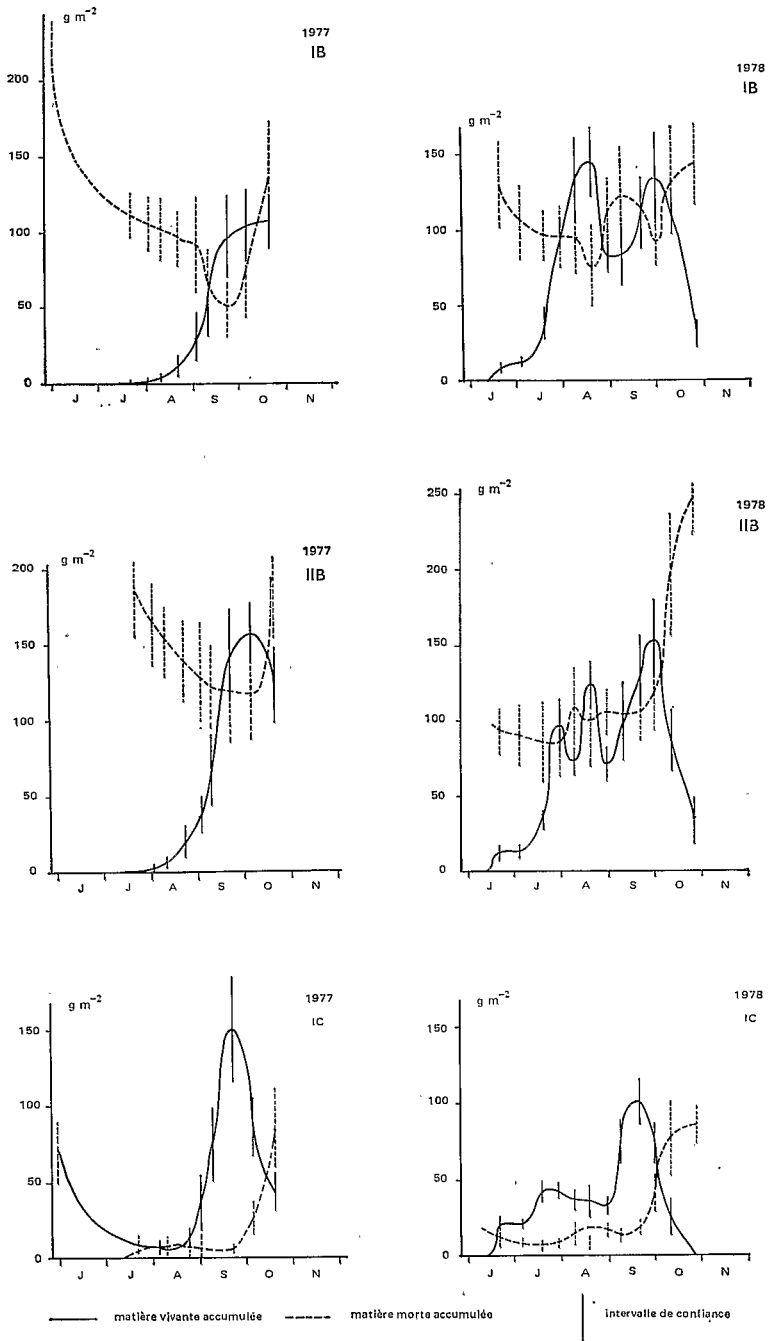 g m⁻²
1977
IB
200
150
100
50
0
J J A S O N
1978
IB
g m⁻²
150
100
50
0
J J A S O N
1977
IIB
g m⁻²
200
150
100
50
0
J J A S O N
1978
IIB
g m⁻²
250
200
150
100
50
0
J J A S O N
1977
IC
g m⁻²
150
100
50
0
J J A S O N
1978
IC
g m⁻²
150
100
50
0
J J A S O N
matière vivante accumulée
matière morte accumulée
intervalle de confiance